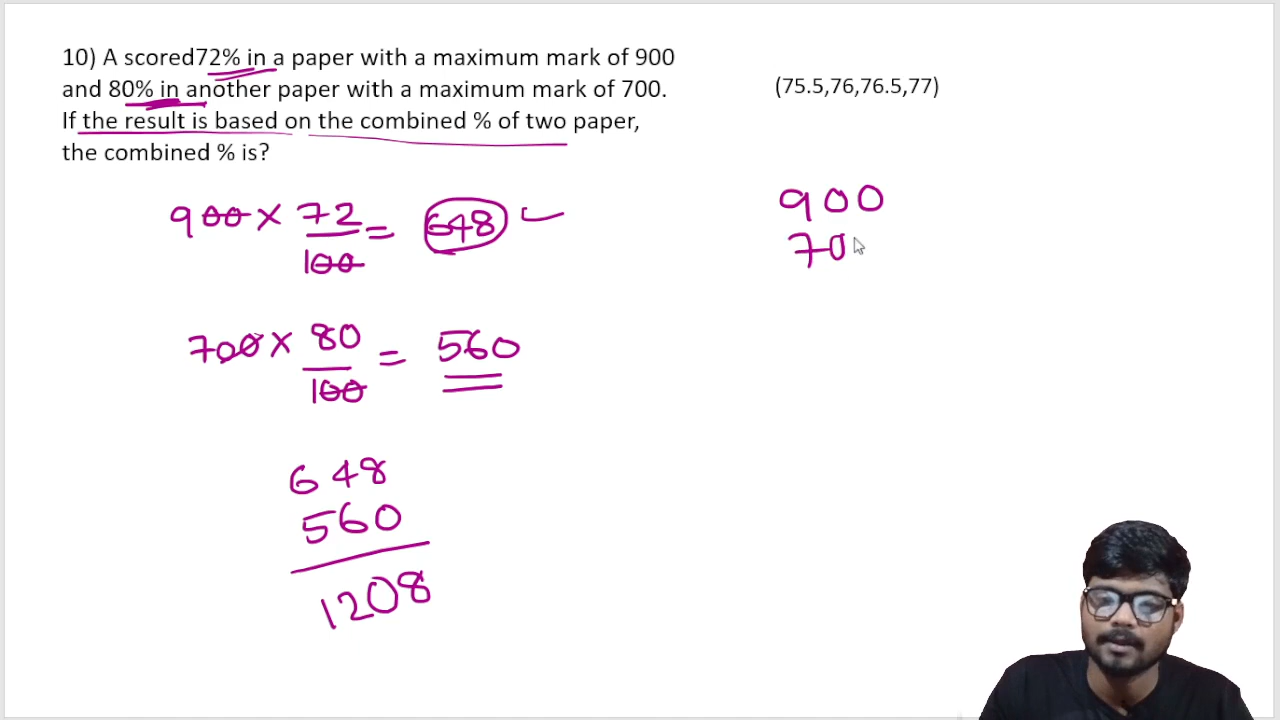 10) A scored72% in a paper with a maximum mark of 900
and 80% in another paper with a maximum mark of 700.
If the result is based on the combined % of two paper,
the combined % is?
(75.5,76,76.5,77)
900 × 72/100 = 648
700 × 80/100 = 560
648
560
1208
900
70